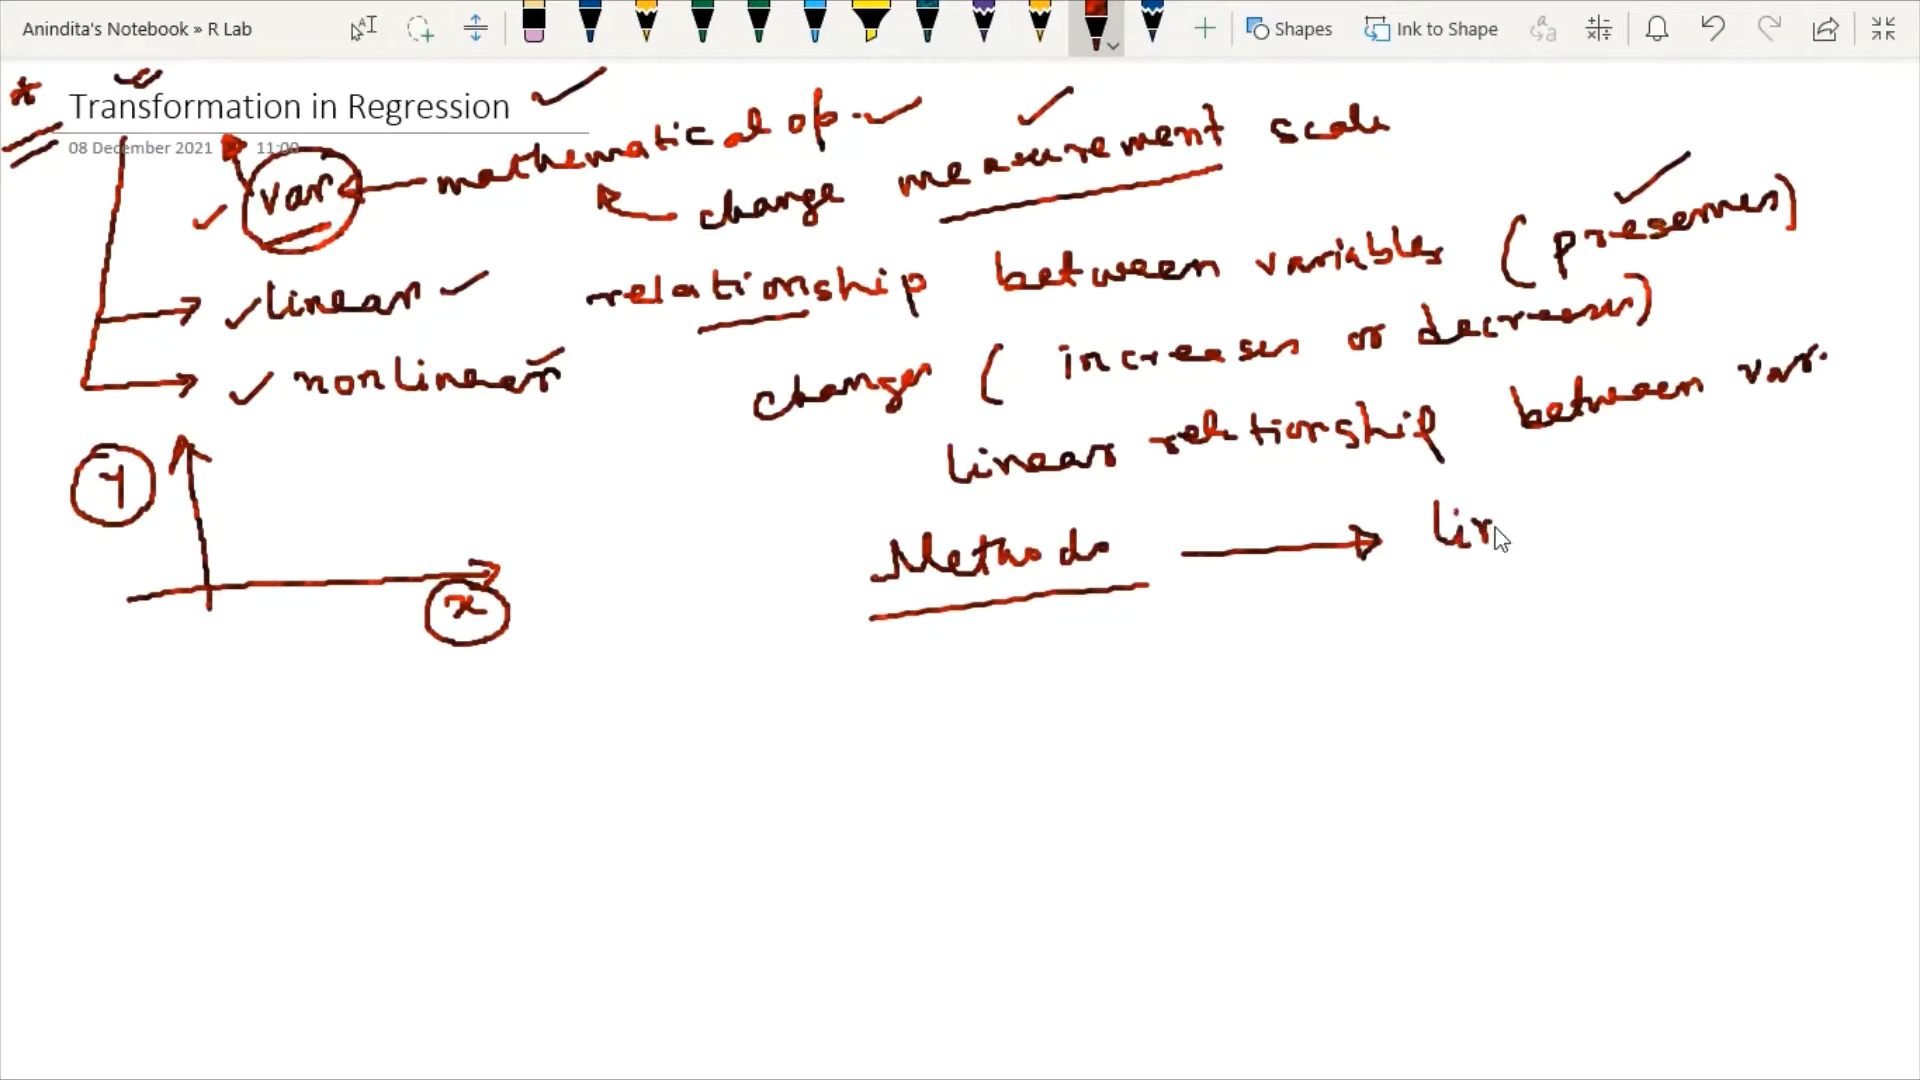 Anindita's Notebook » R Lab
Shapes
Ink to Shape
* Transformation in Regression
08 December 2021 11:00
var ← mathematical op.
change measurement scale
linear relationship between variables (preserves)
nonlinear changes (increases or decreases)
linear relationship between var.
Methods → lin
y
x